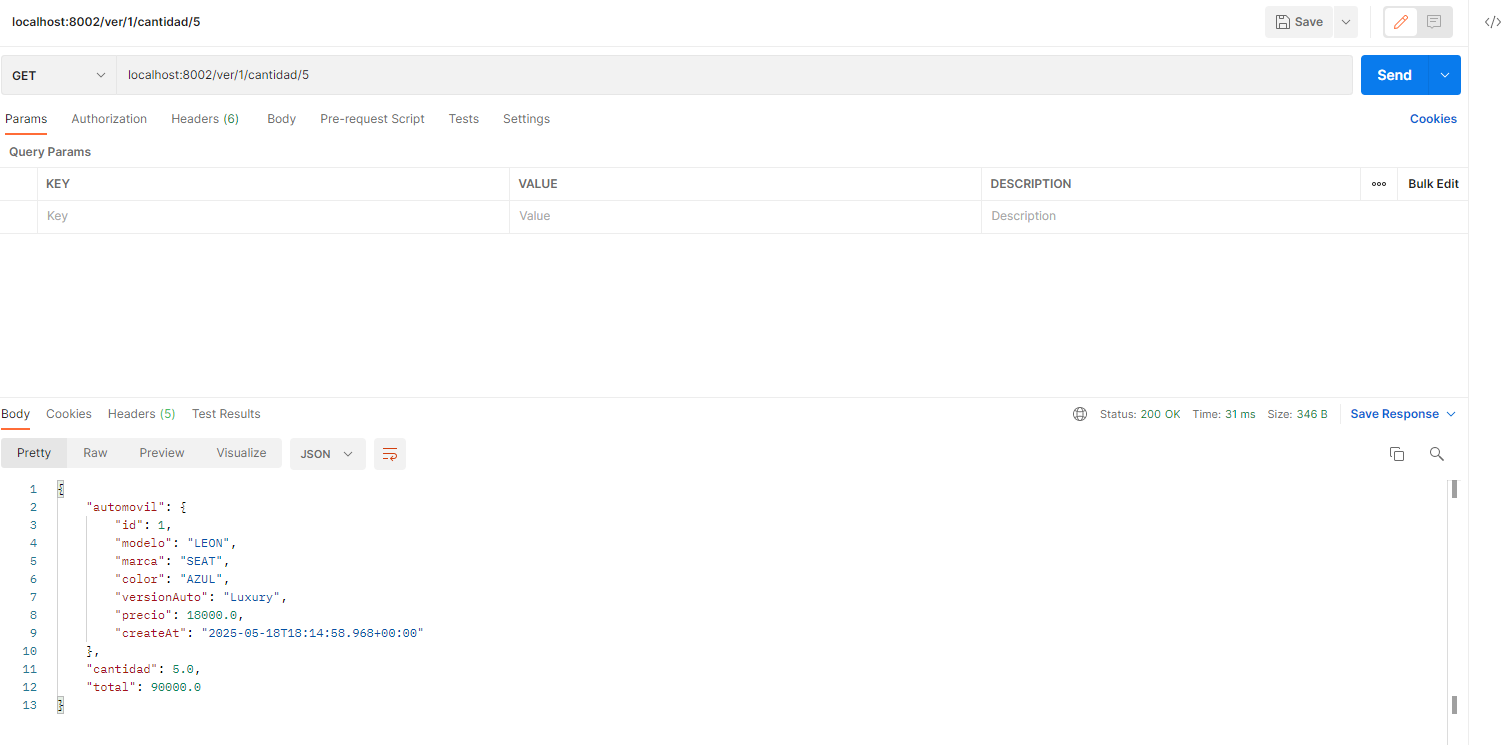 localhost:8002/ver/1/cantidad/5
Save
</>
GET
localhost:8002/ver/1/cantidad/5
Send
Params Authorization Headers (6) Body Pre-request Script Tests Settings Cookies
Query Params
KEY VALUE DESCRIPTION ooo Bulk Edit
Key Value Description
Body Cookies Headers (5) Test Results Status: 200 OK Time: 31 ms Size: 346 B Save Response
Pretty Raw Preview Visualize JSON
1 {
2 "automovil": {
3 "id": 1,
4 "modelo": "LEON",
5 "marca": "SEAT",
6 "color": "AZUL",
7 "versionAuto": "Luxury",
8 "precio": 18000.0,
9 "createAt": "2025-05-18T18:14:58.968+00:00"
10 },
11 "cantidad": 5.0,
12 "total": 90000.0
13 }